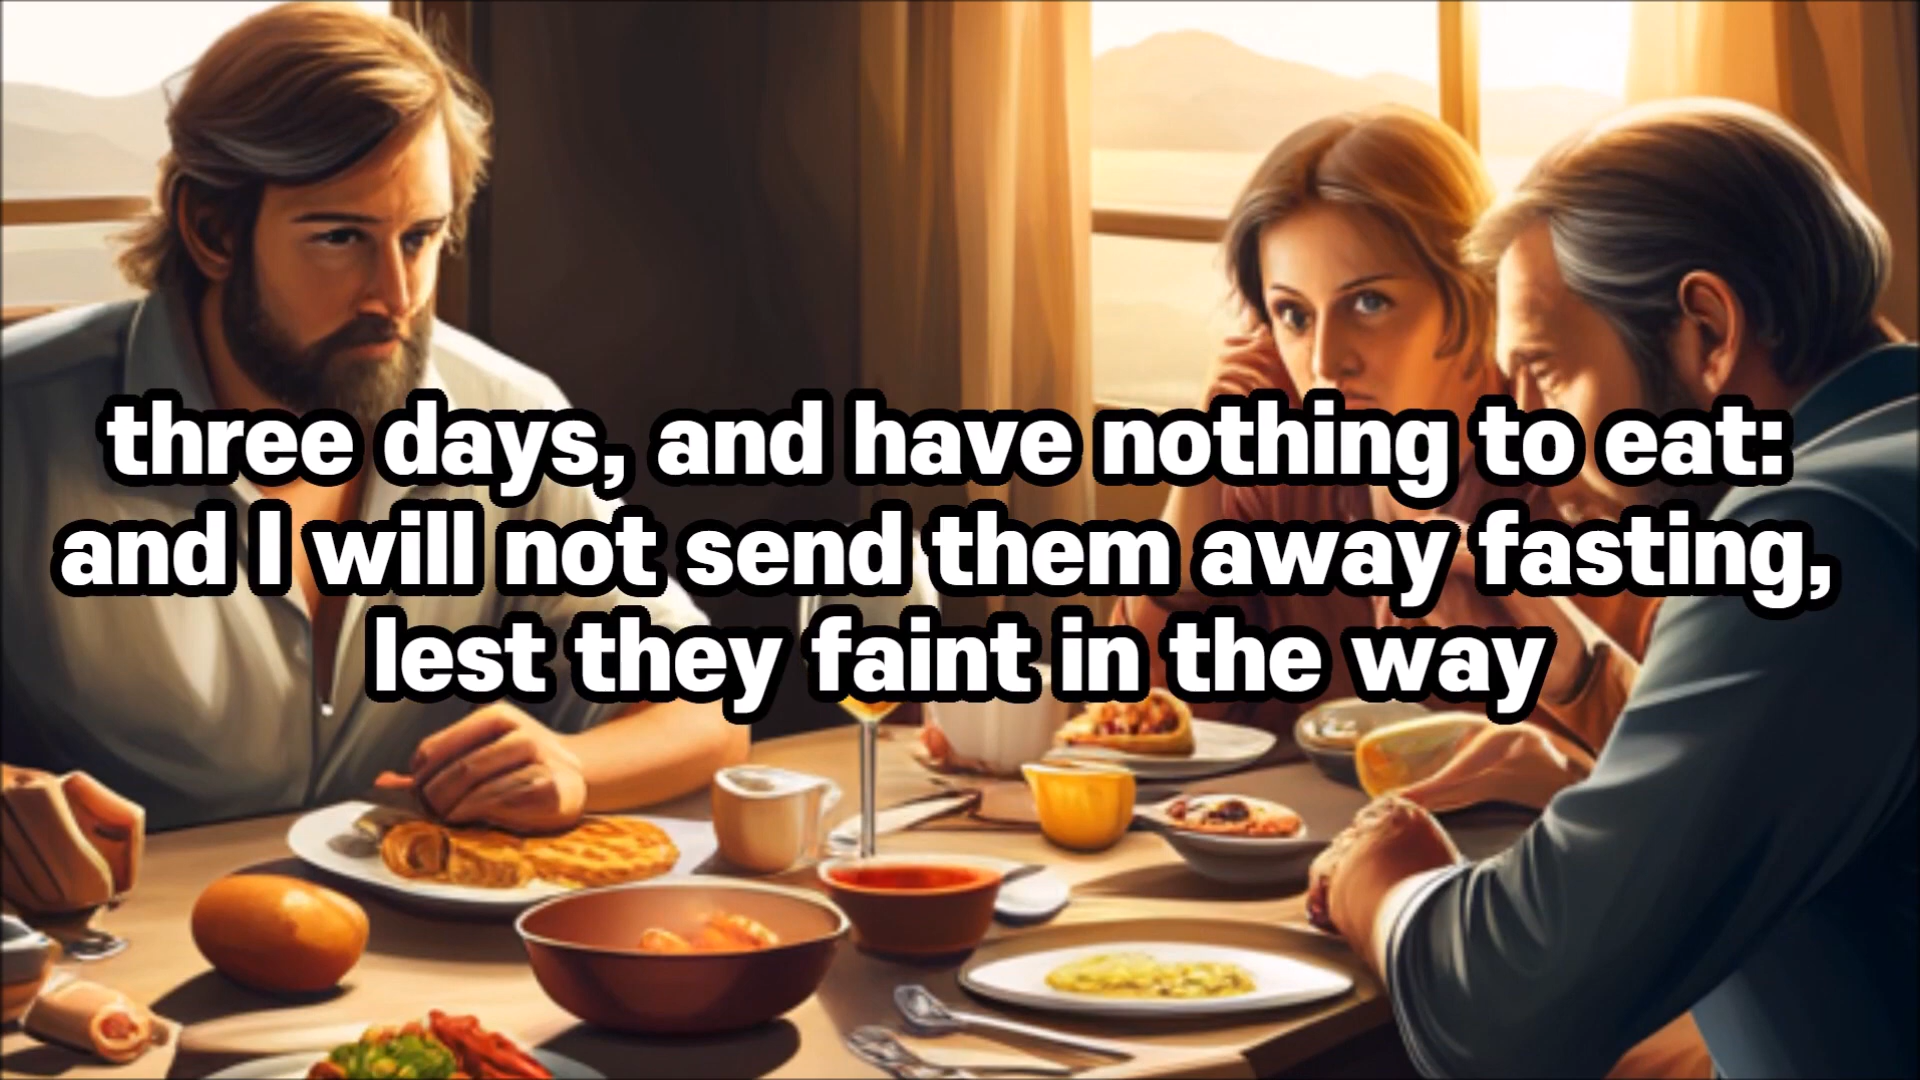 three days, and have nothing to eat:
and I will not send them away fasting,
lest they faint in the way